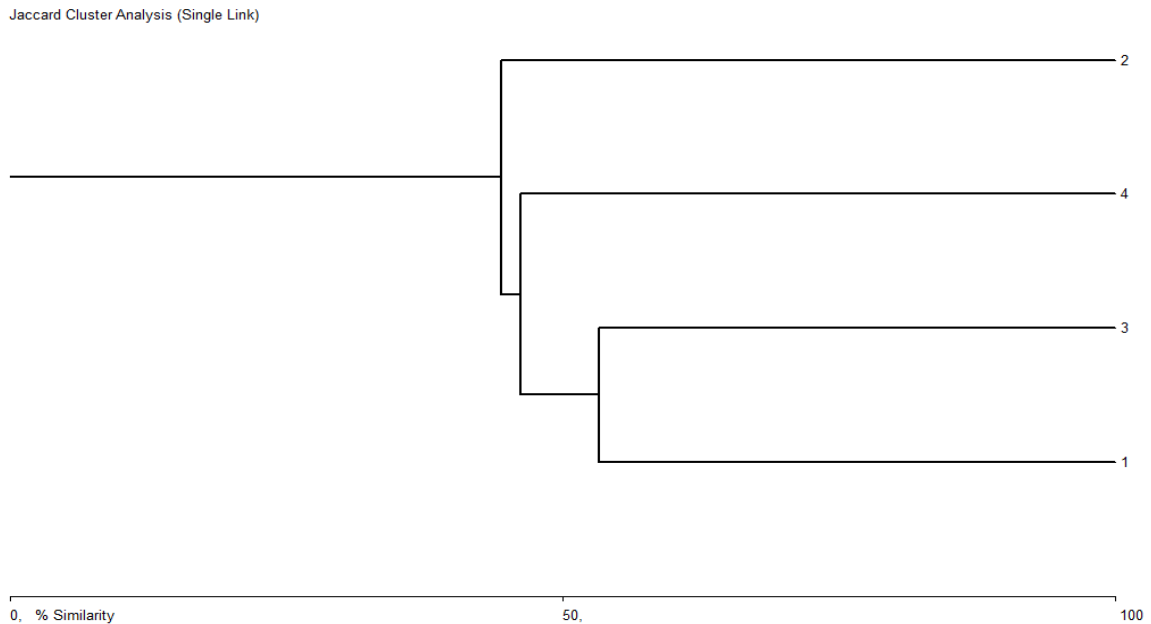 Jaccard Cluster Analysis (Single Link)
2
4
3
1
0,   % Similarity   50,   100